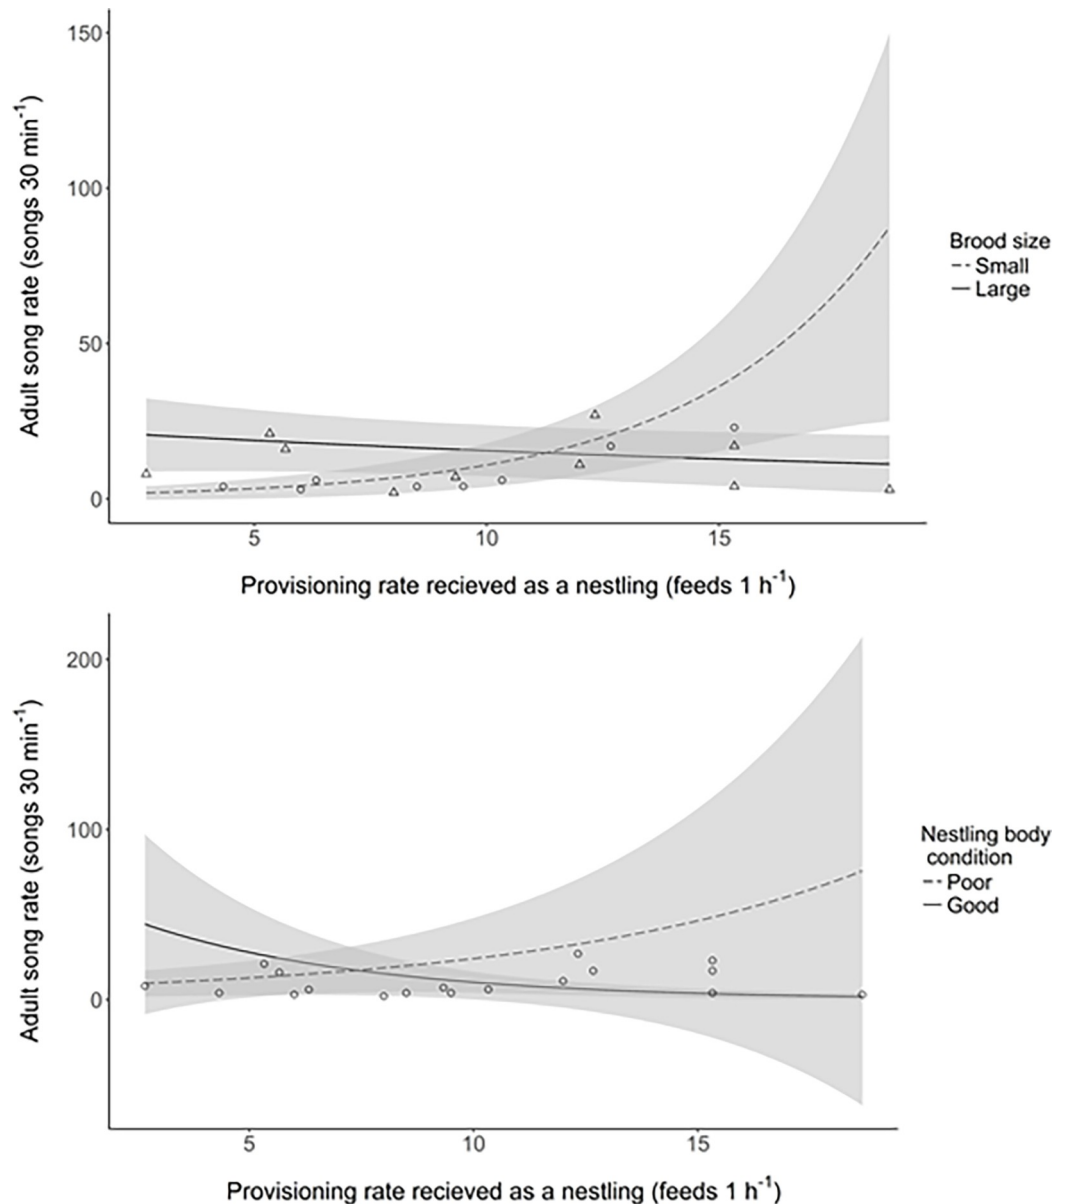 150
100
50
0
Adult song rate (songs 30 min⁻¹)
5 10 15
Provisioning rate recieved as a nestling (feeds 1 h⁻¹)
Brood size
Small
Large
200
100
0
Adult song rate (songs 30 min⁻¹)
5 10 15
Provisioning rate recieved as a nestling (feeds 1 h⁻¹)
Nestling body
condition
Poor
Good